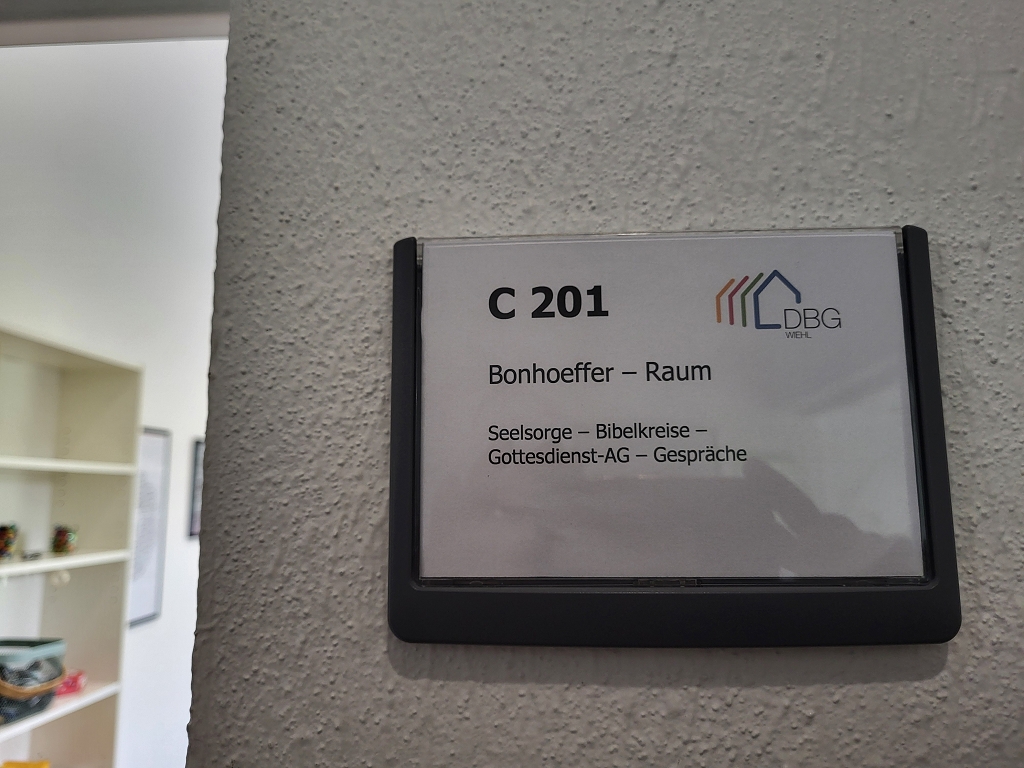 C 201
DBG
WIEHL
Bonhoeffer – Raum
Seelsorge – Bibelkreise –
Gottesdienst-AG – Gespräche